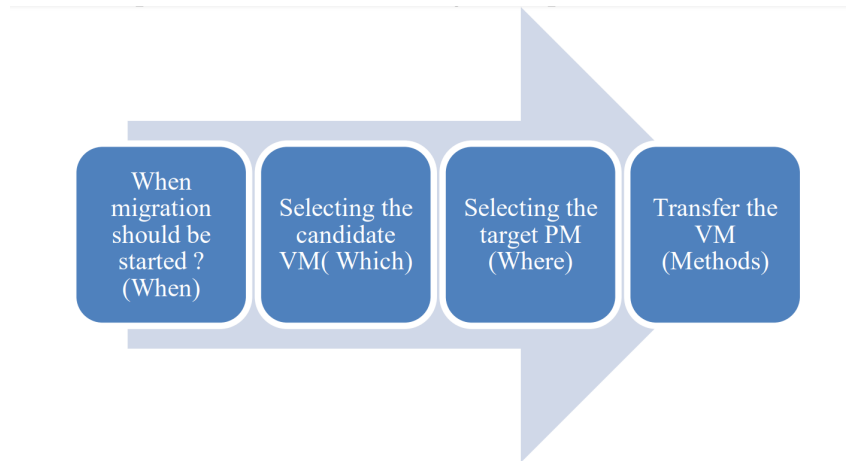 When
migration
should be
started ?
(When)
Selecting the
candidate
VM( Which)
Selecting the
target PM
(Where)
Transfer the
VM
(Methods)